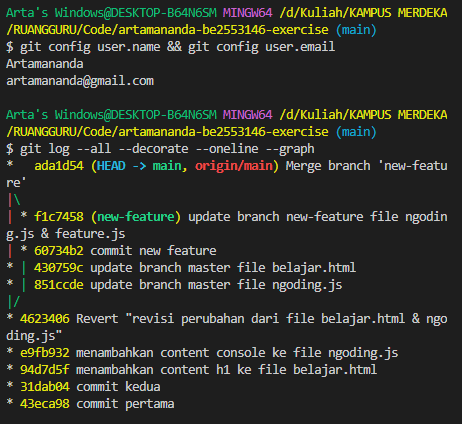 Arta's Windows@DESKTOP-B64N6SM MINGW64 /d/Kuliah/KAMPUS MERDEKA
/RUANGGURU/Code/artamananda-be2553146-exercise (main)
$ git config user.name && git config user.email
Artamananda
artamananda@gmail.com
Arta's Windows@DESKTOP-B64N6SM MINGW64 /d/Kuliah/KAMPUS MERDEKA
/RUANGGURU/Code/artamananda-be2553146-exercise (main)
$ git log --all --decorate --oneline --graph
*   ada1d54 (HEAD -> main, origin/main) Merge branch 'new-featu
re'
|\
| * f1c7458 (new-feature) update branch new-feature file ngodin
g.js & feature.js
| * 60734b2 commit new feature
* | 430759c update branch master file belajar.html
* | 851ccde update branch master file ngoding.js
|/
* 4623406 Revert "revisi perubahan dari file belajar.html & ngo
ding.js"
* e9fb932 menambahkan content console ke file ngoding.js
* 94d7d5f menambahkan content h1 ke file belajar.html
* 31dab04 commit kedua
* 43eca98 commit pertama